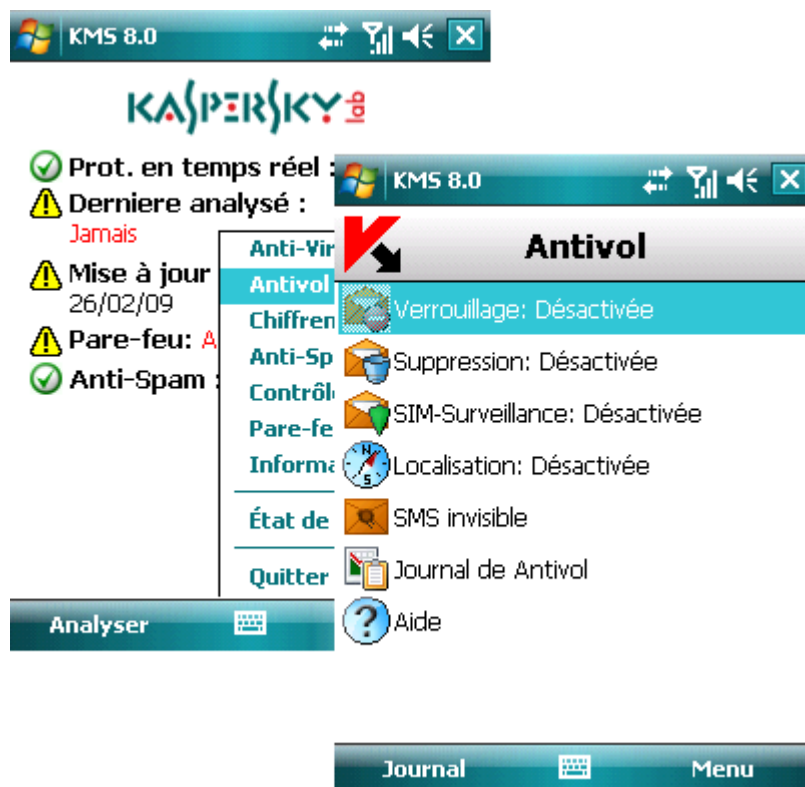 KMS 8.0
KASPERSKY lab
Prot. en temps réel :
Derniere analysé :
Jamais
Mise à jour
26/02/09
Pare-feu: A
Anti-Spam :
Anti-Vir
Antivol
Chiffren
Anti-Sp
Contrôl
Pare-fe
Informa
État de
Quitter
Analyser
KMS 8.0
Antivol
Verrouillage: Désactivée
Suppression: Désactivée
SIM-Surveillance: Désactivée
Localisation: Désactivée
SMS invisible
Journal de Antivol
Aide
Journal
Menu